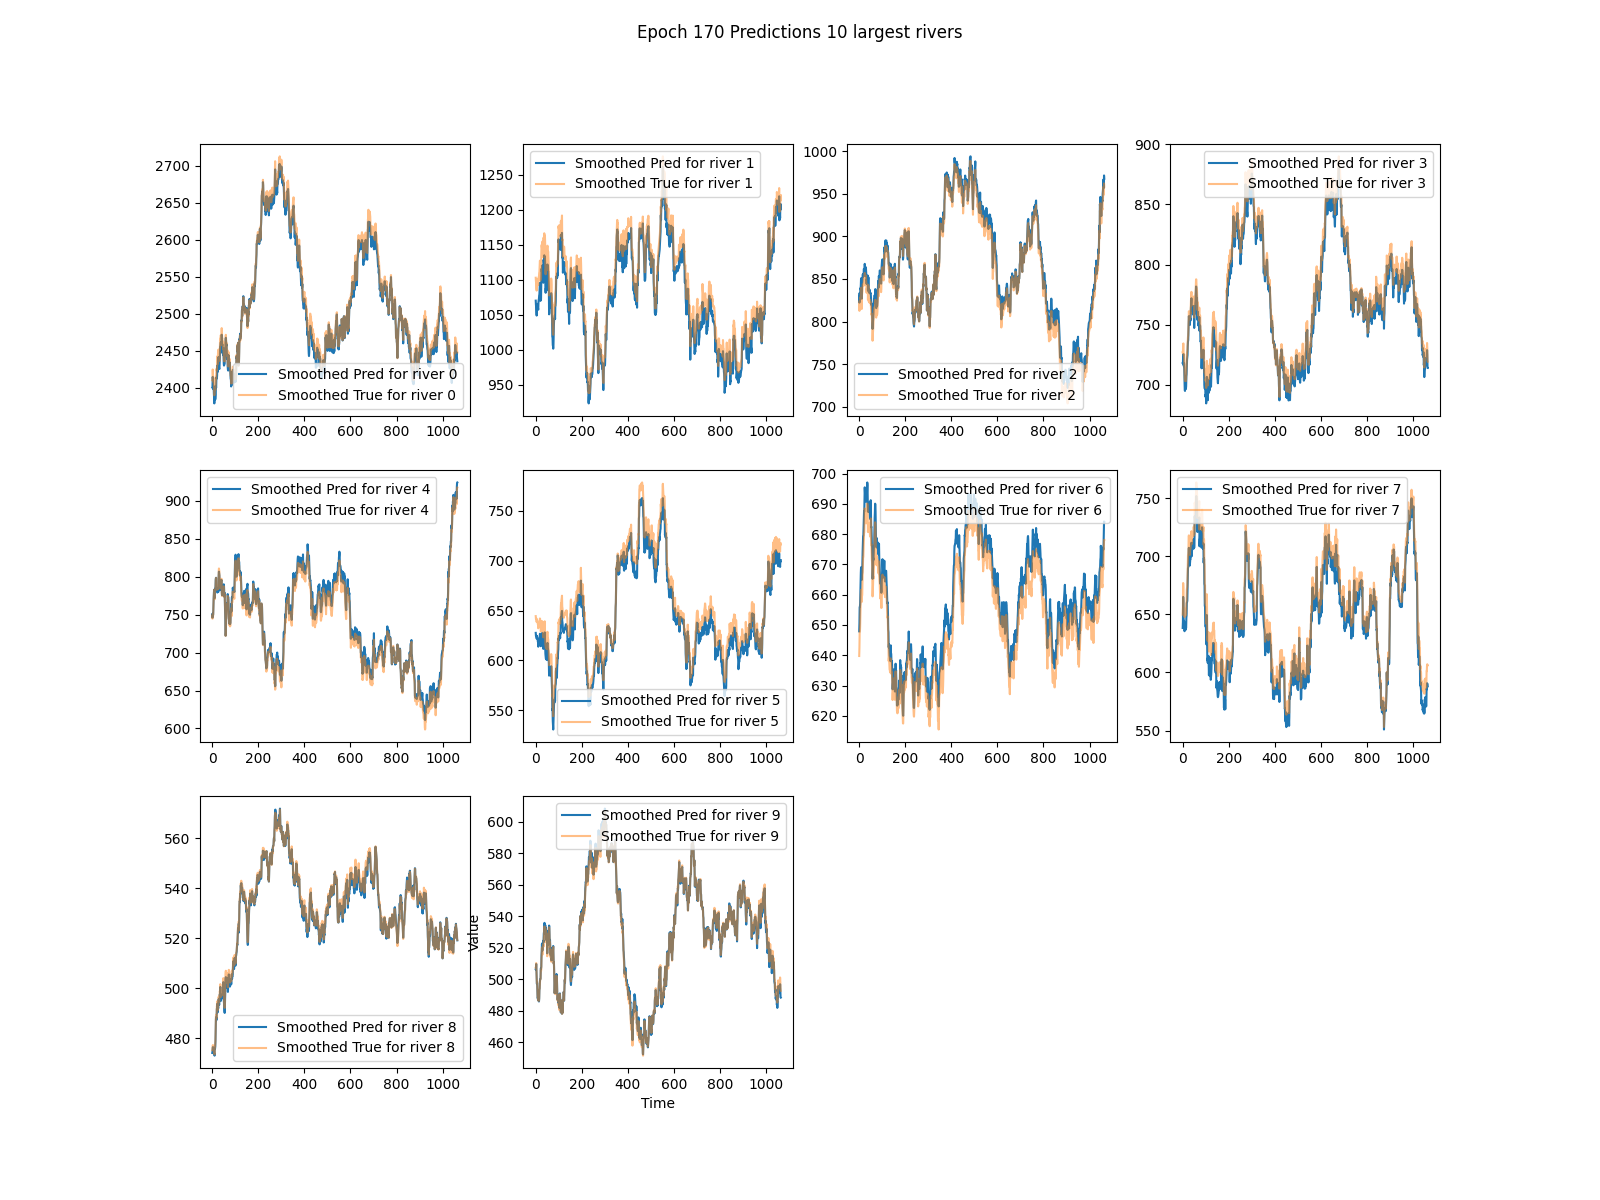 Epoch 170 Predictions 10 largest rivers
2700
2650
2600
2550
2500
2450
2400
Smoothed Pred for river 0
Smoothed True for river 0
0 200 400 600 800 1000
1250
1200
1150
1100
1050
1000
950
Smoothed Pred for river 1
Smoothed True for river 1
0 200 400 600 800 1000
1000
950
900
850
800
750
700
Smoothed Pred for river 2
Smoothed True for river 2
0 200 400 600 800 1000
900
850
800
750
700
Smoothed Pred for river 3
Smoothed True for river 3
0 200 400 600 800 1000
900
850
800
750
700
650
600
Smoothed Pred for river 4
Smoothed True for river 4
0 200 400 600 800 1000
750
700
650
600
550
Smoothed Pred for river 5
Smoothed True for river 5
0 200 400 600 800 1000
700
690
680
670
660
650
640
630
620
Smoothed Pred for river 6
Smoothed True for river 6
0 200 400 600 800 1000
750
700
650
600
550
Smoothed Pred for river 7
Smoothed True for river 7
0 200 400 600 800 1000
560
540
520
500
480
Smoothed Pred for river 8
Smoothed True for river 8
0 200 400 600 800 1000
Value
600
580
560
540
520
500
480
460
Smoothed Pred for river 9
Smoothed True for river 9
0 200 400 600 800 1000
Time